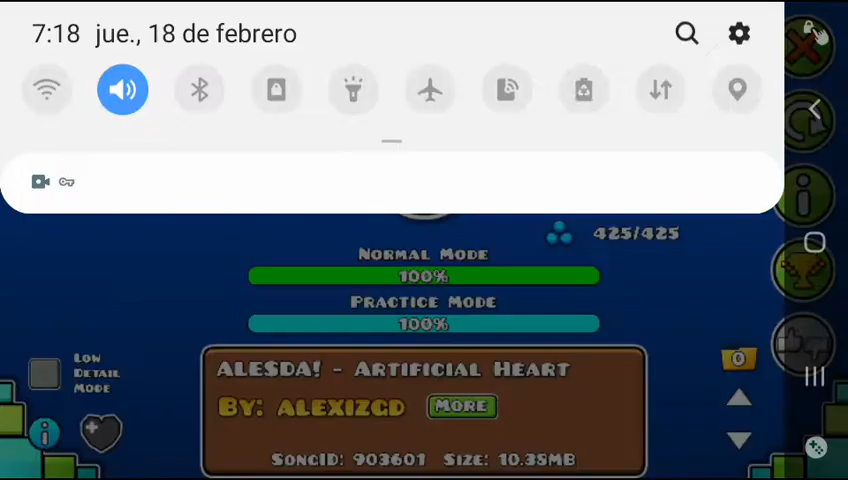 7:18 jue., 18 de febrero
425/425
Normal Mode
100%
Practice Mode
100%
Low
Detail
Mode
ALE$DA! - Artificial Heart
By: ALEXIZGD
More
SongID: 903601 Size: 10.38MB
0